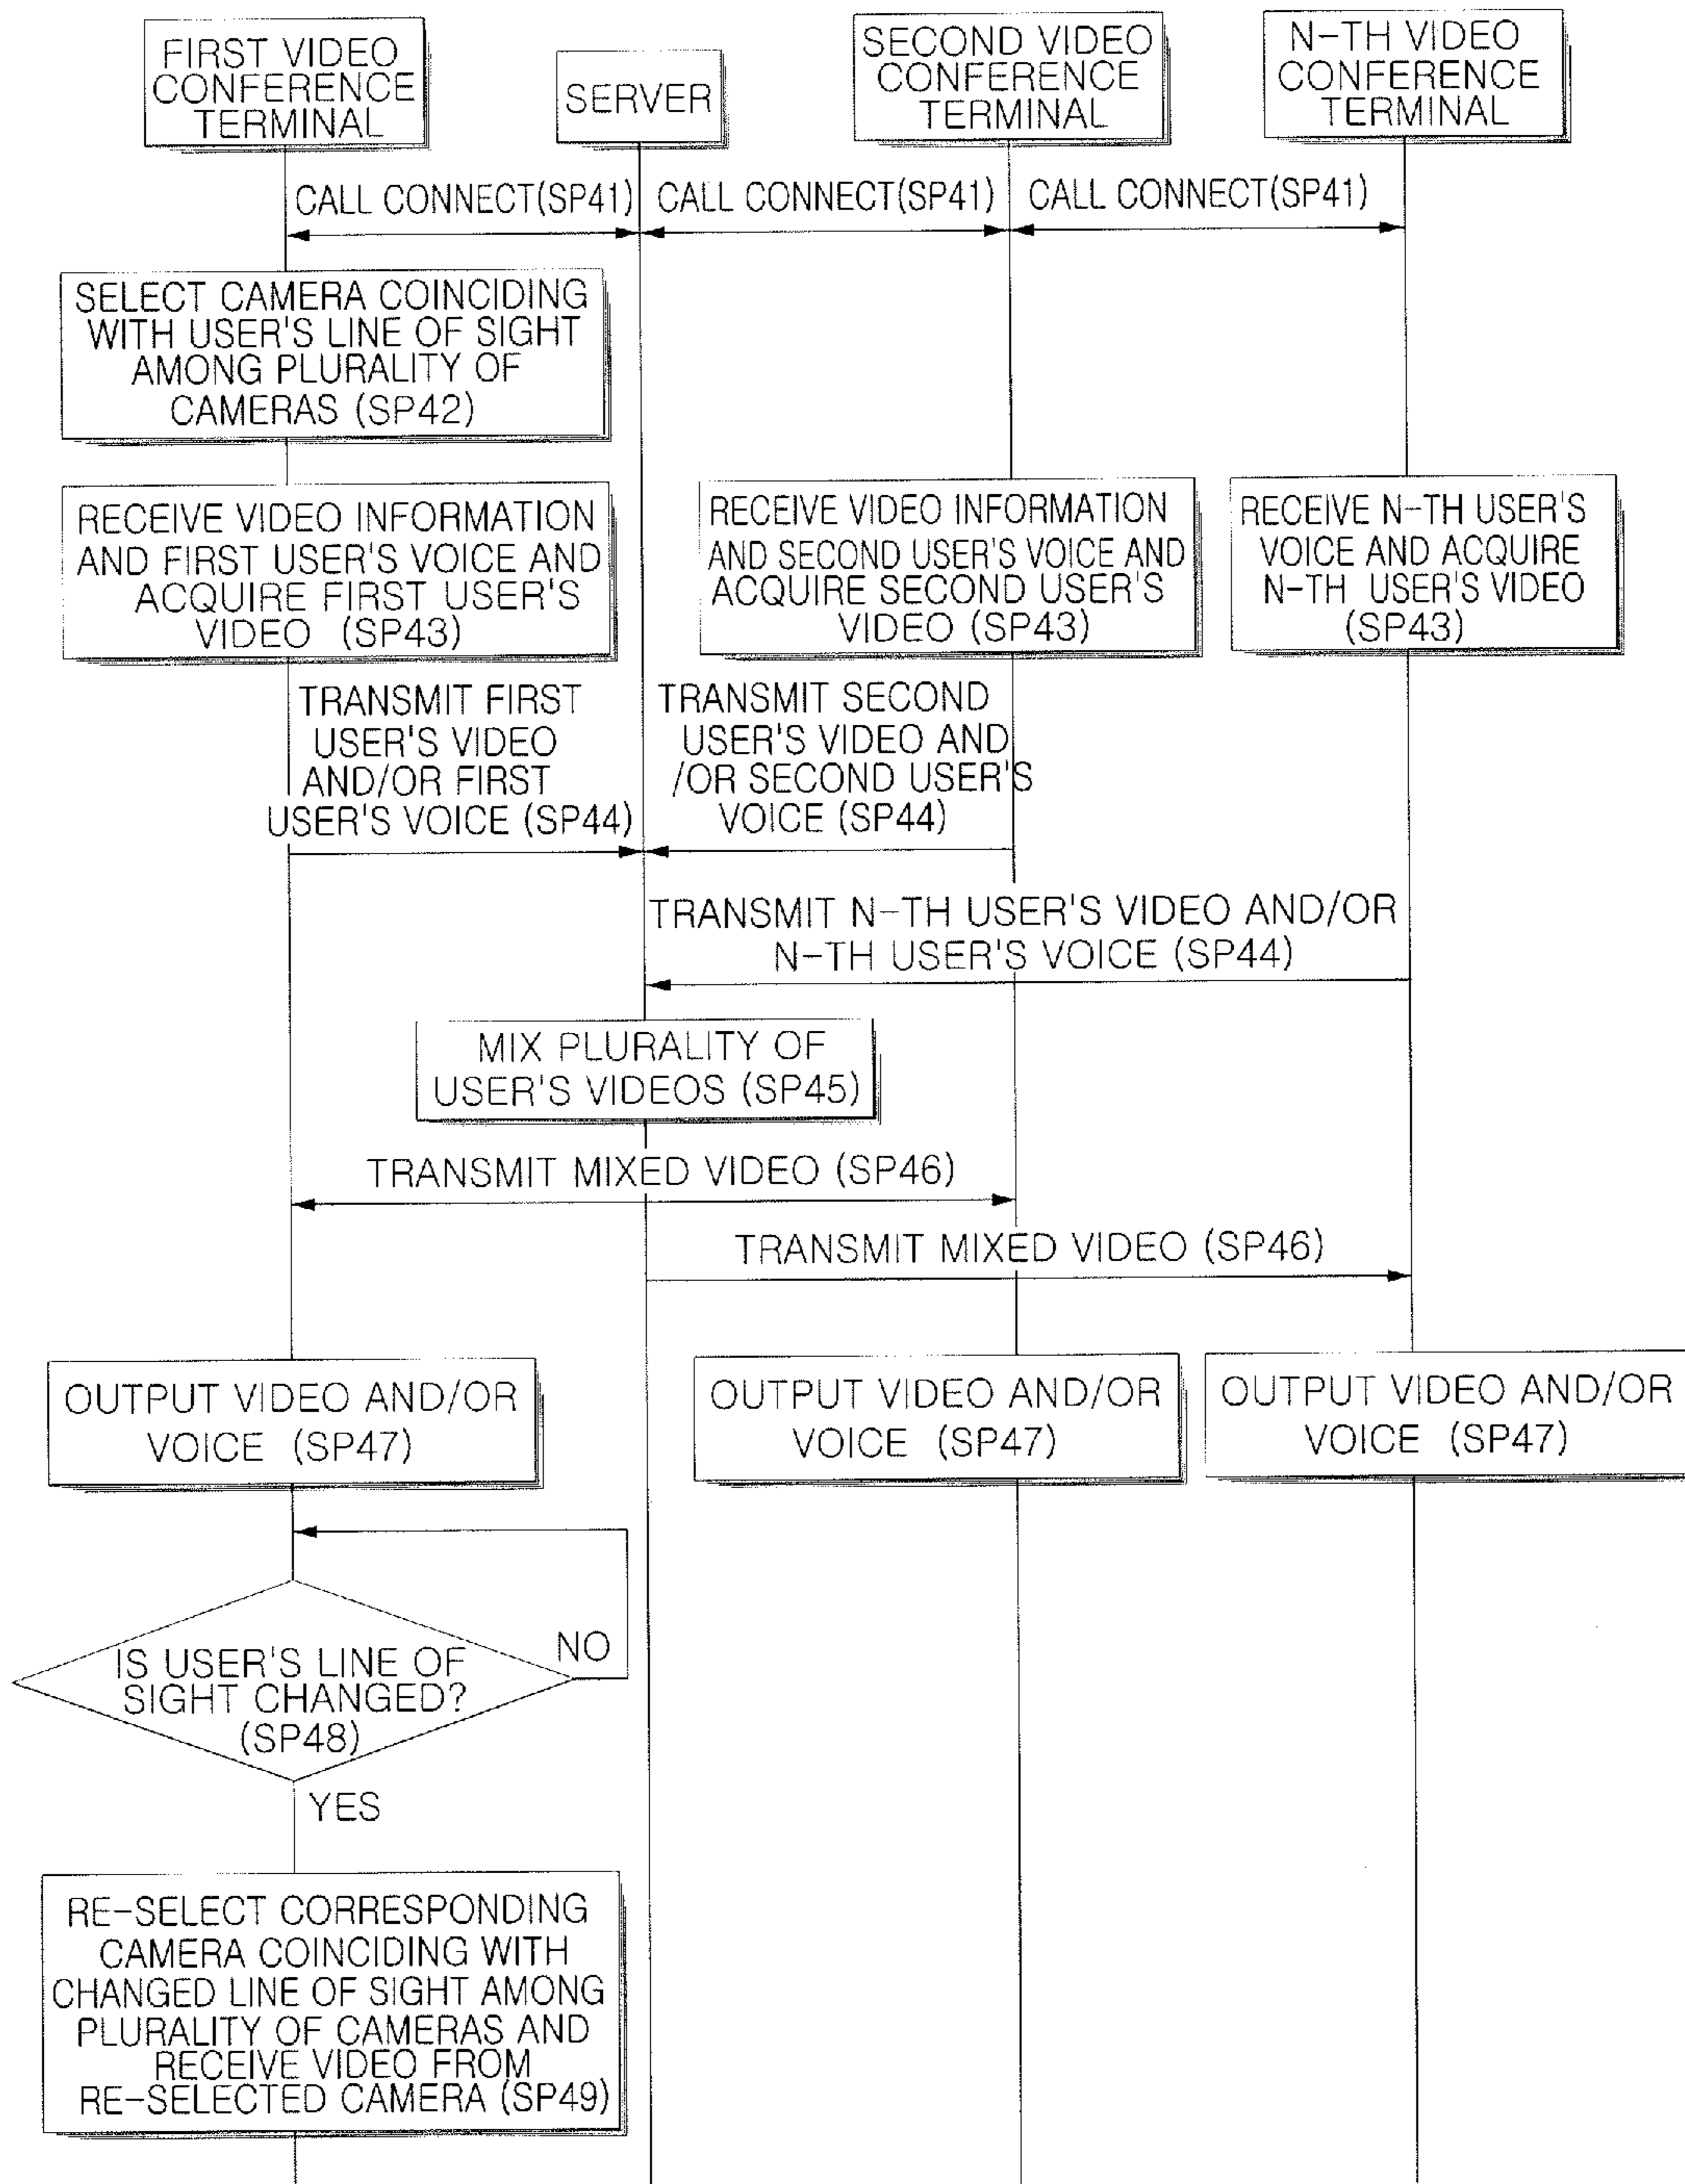 FIRST VIDEO
CONFERENCE
TERMINAL
SERVER
SECOND VIDEO
CONFERENCE
TERMINAL
N-TH VIDEO
CONFERENCE
TERMINAL
CALL CONNECT(SP41)
CALL CONNECT(SP41)
CALL CONNECT(SP41)
SELECT CAMERA COINCIDING
WITH USER'S LINE OF SIGHT
AMONG PLURALITY OF
CAMERAS (SP42)
RECEIVE VIDEO INFORMATION
AND FIRST USER'S VOICE AND
ACQUIRE FIRST USER'S
VIDEO (SP43)
RECEIVE VIDEO INFORMATION
AND SECOND USER'S VOICE AND
ACQUIRE SECOND USER'S
VIDEO (SP43)
RECEIVE N-TH USER'S
VOICE AND ACQUIRE
N-TH USER'S VIDEO
(SP43)
TRANSMIT FIRST
USER'S VIDEO
AND/OR FIRST
USER'S VOICE (SP44)
TRANSMIT SECOND
USER'S VIDEO AND
/OR SECOND USER'S
VOICE (SP44)
TRANSMIT N-TH USER'S VIDEO AND/OR
N-TH USER'S VOICE (SP44)
MIX PLURALITY OF
USER'S VIDEOS (SP45)
TRANSMIT MIXED VIDEO (SP46)
TRANSMIT MIXED VIDEO (SP46)
OUTPUT VIDEO AND/OR
VOICE (SP47)
OUTPUT VIDEO AND/OR
VOICE (SP47)
OUTPUT VIDEO AND/OR
VOICE (SP47)
IS USER'S LINE OF
SIGHT CHANGED?
(SP48)
NO
YES
RE-SELECT CORRESPONDING
CAMERA COINCIDING WITH
CHANGED LINE OF SIGHT AMONG
PLURALITY OF CAMERAS AND
RECEIVE VIDEO FROM
RE-SELECTED CAMERA (SP49)